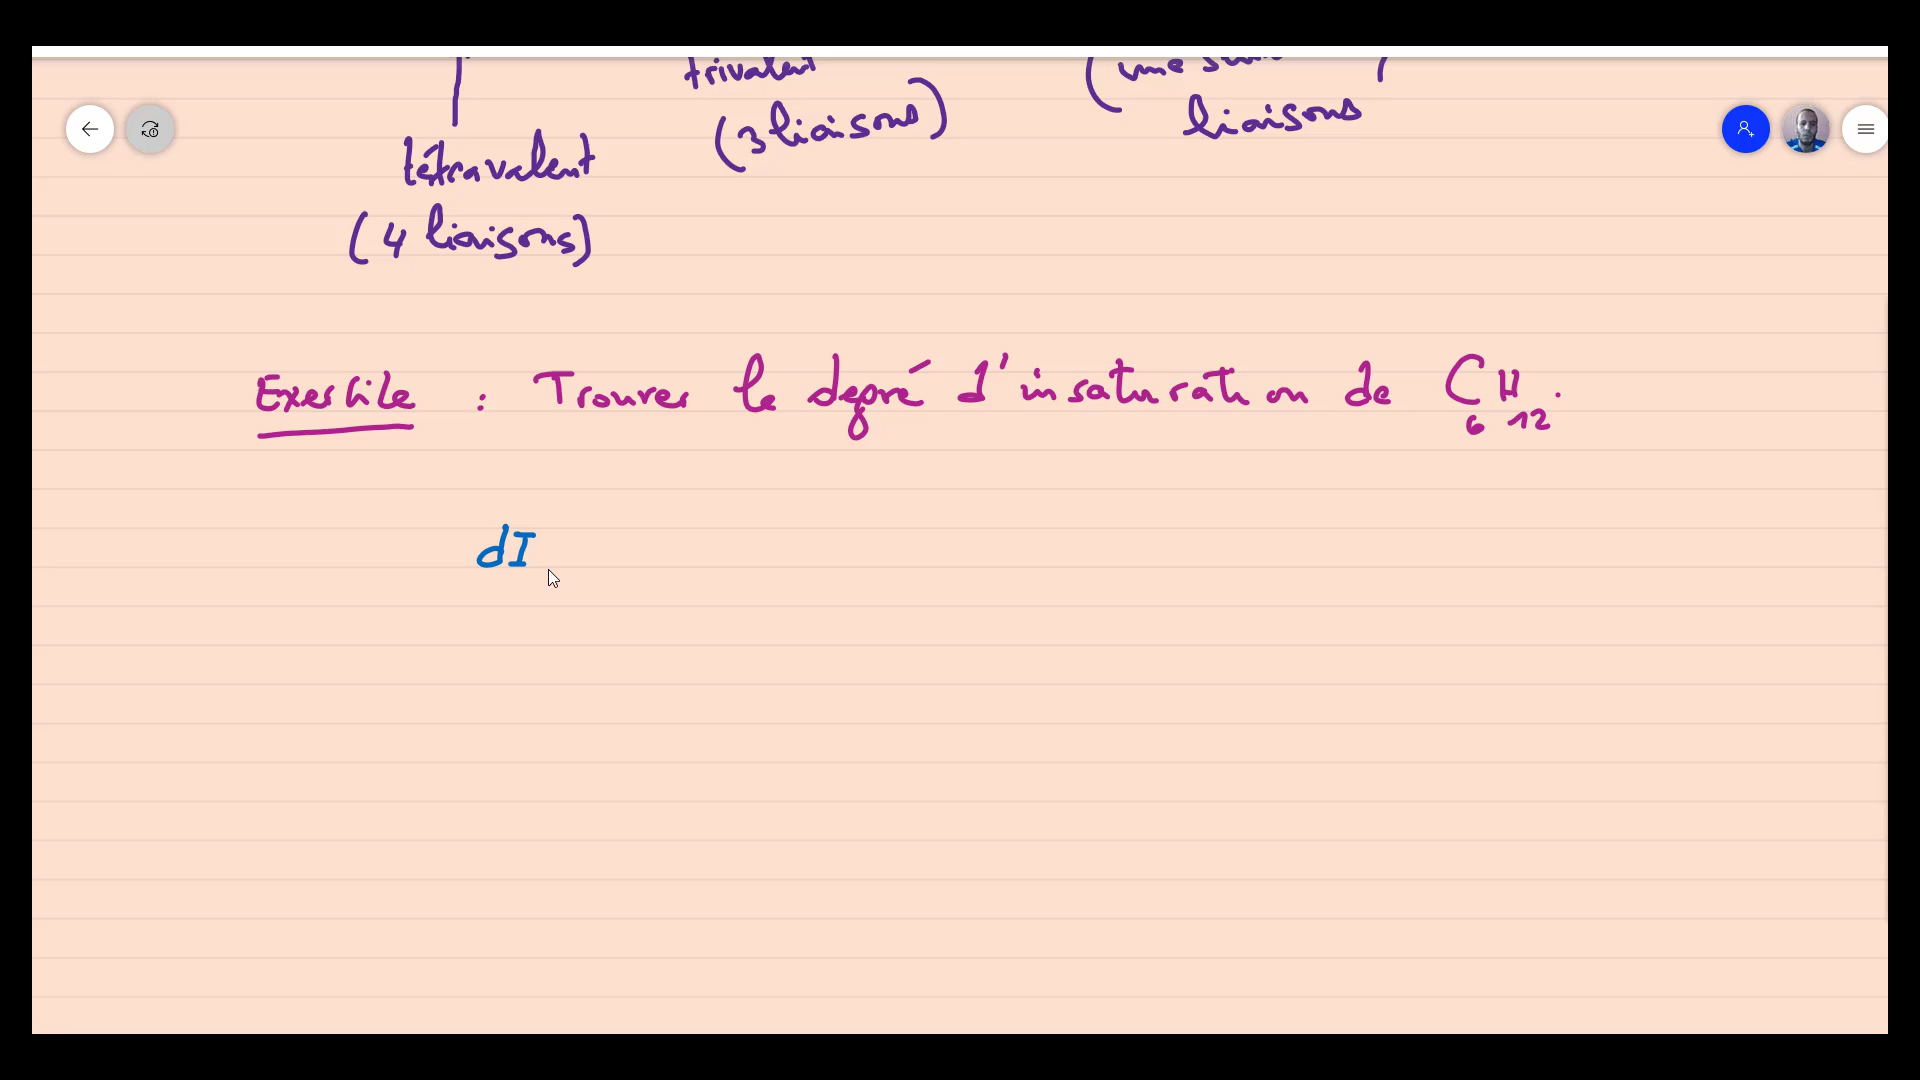 trivalent
liaisons
(3 liaisons)
tétravalent
(4 liaisons)
Exercice : Trouver le degré d'insaturation de C6H12.
dI